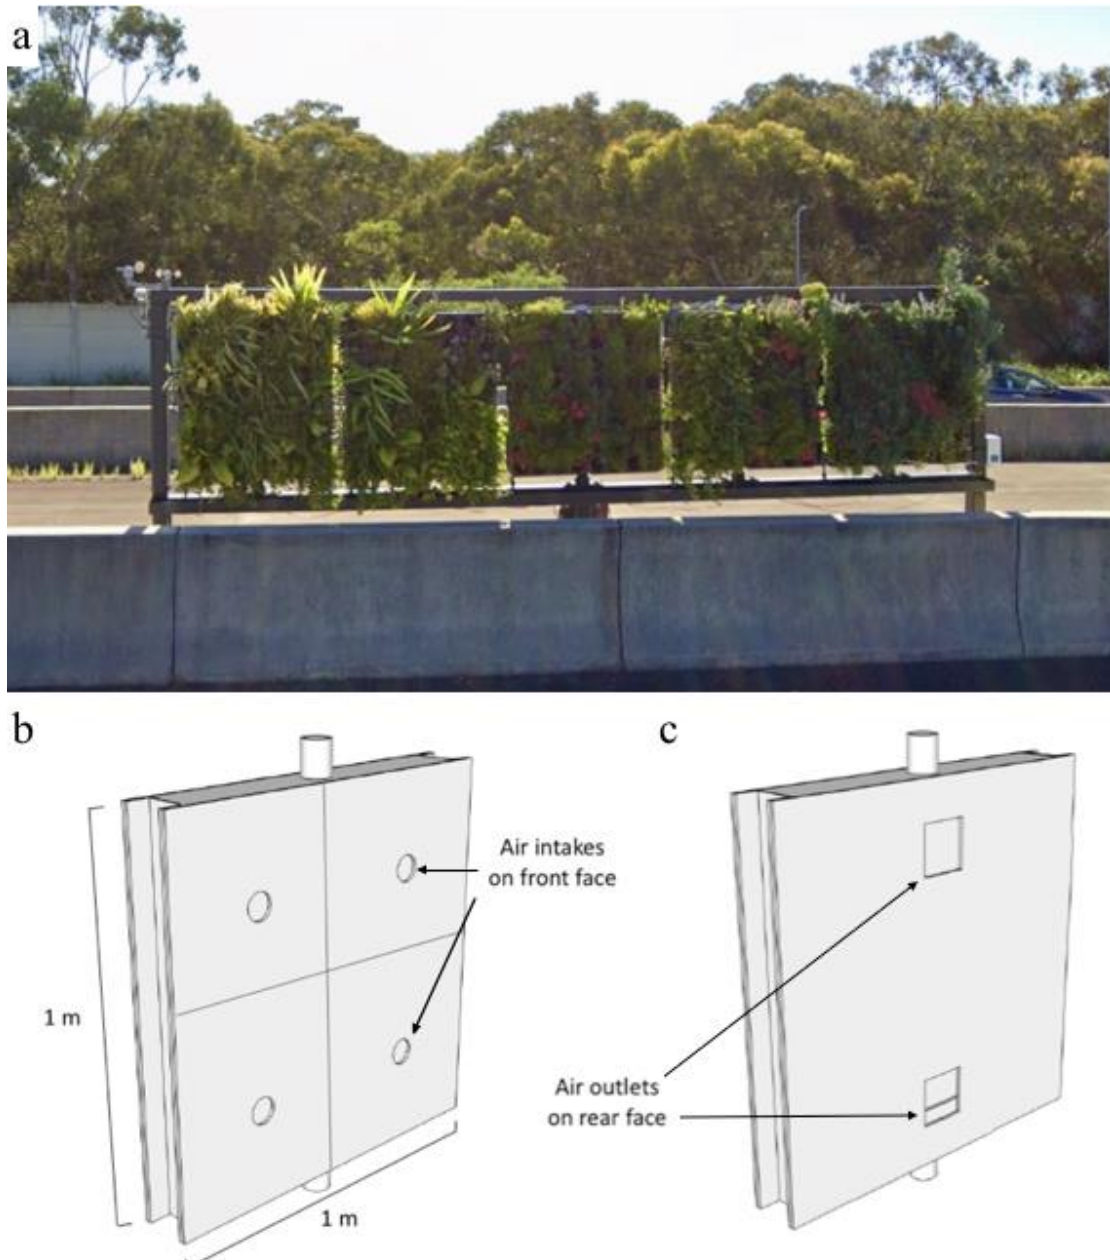 a
b
c
Air intakes
on front face
1 m
Air outlets
on rear face
1 m